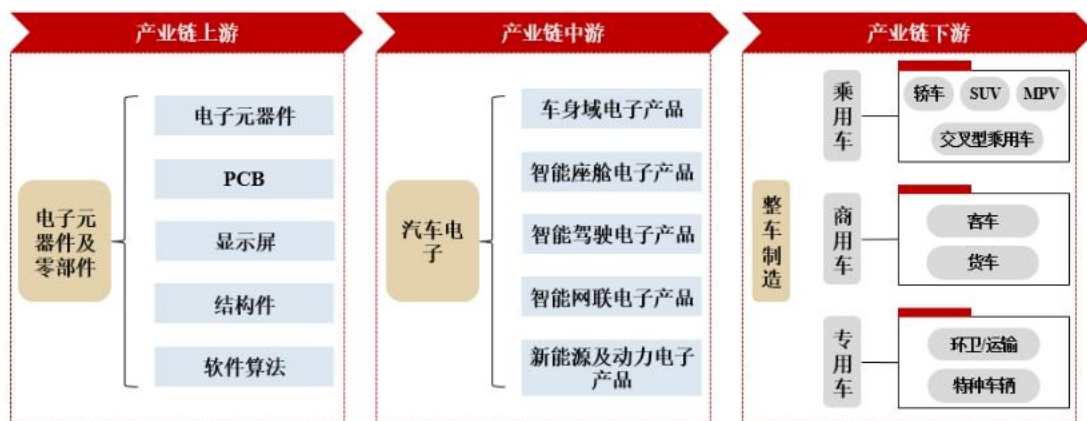 产业链上游
电子元
器件及
零部件
电子元器件
PCB
显示屏
结构件
软件算法
产业链中游
汽车电
子
车身域电子产品
智能座舱电子产品
智能驾驶电子产品
智能网联电子产品
新能源及动力电子
产品
产业链下游
整车制造
乘用车
轿车 SUV MPV
交叉型乘用车
商用车
客车
货车
专用车
环卫/运输
特种车辆